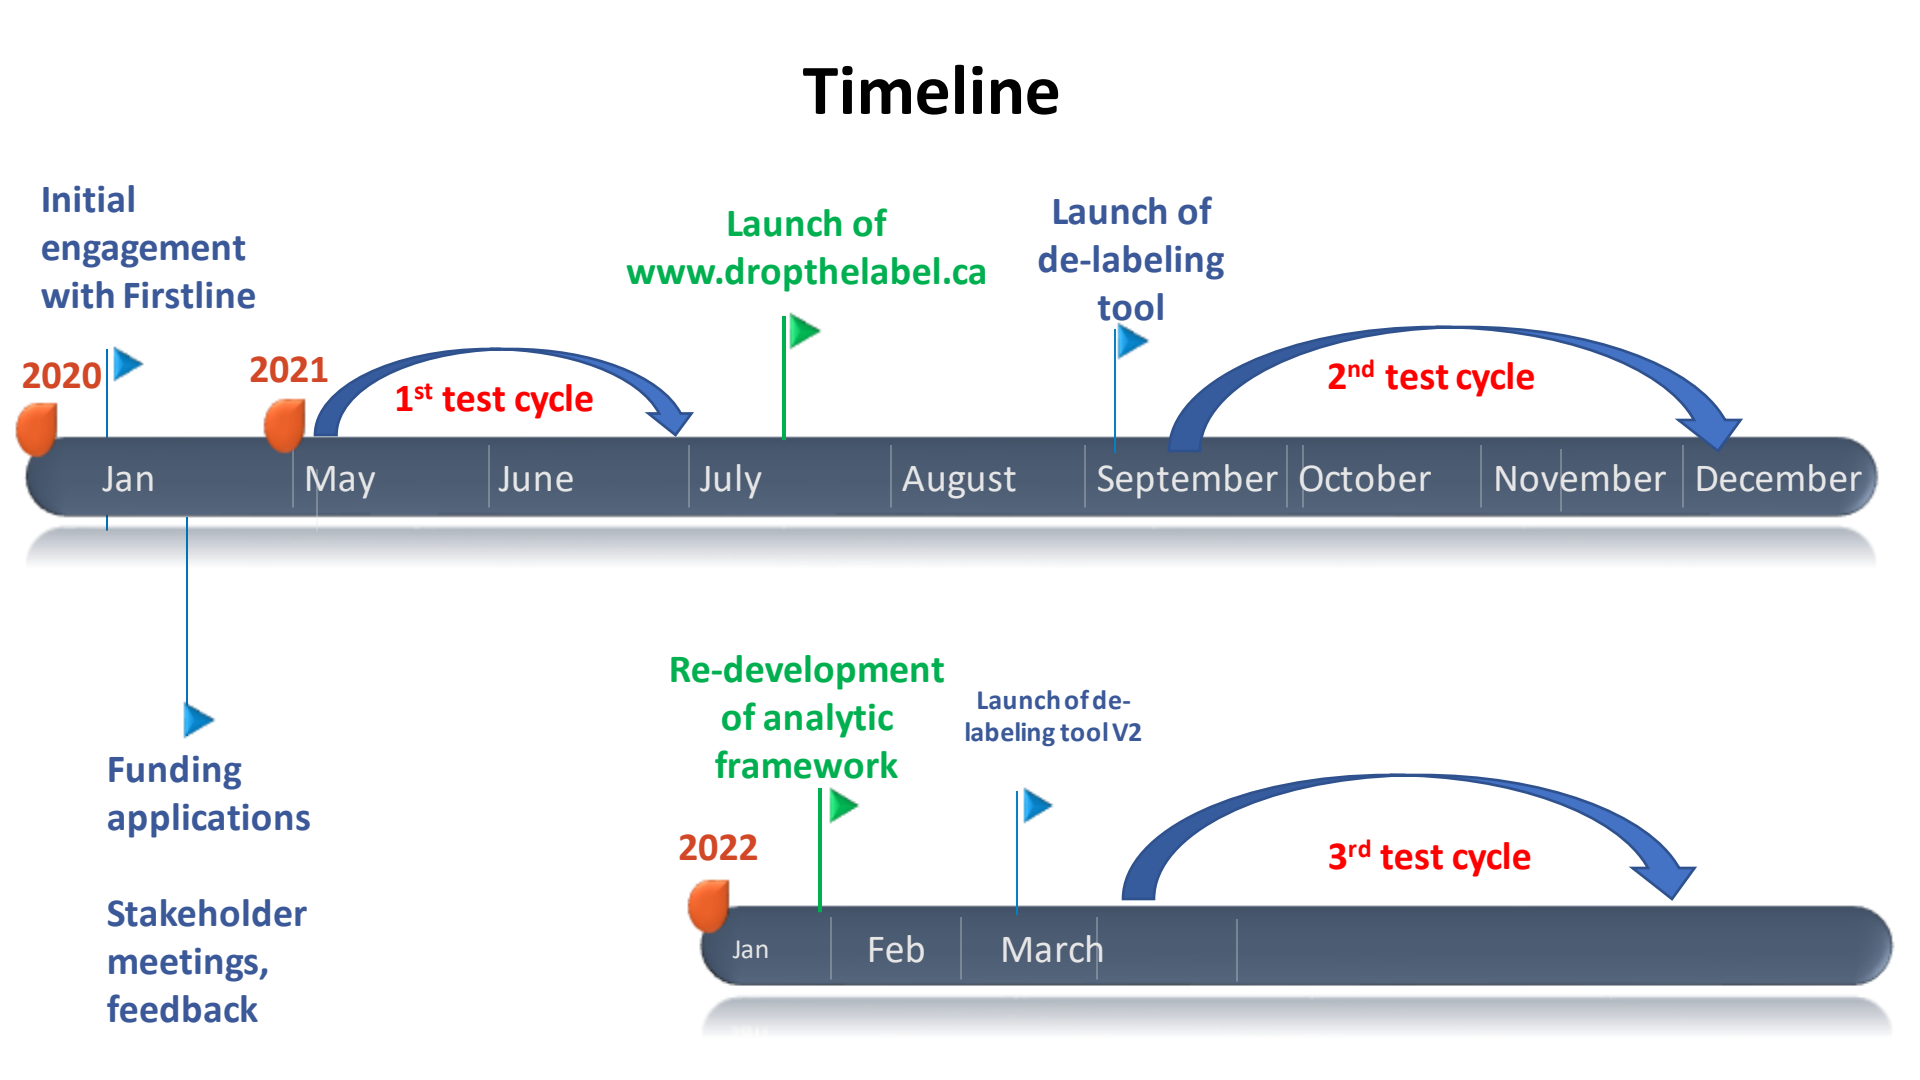 Timeline
Initial
engagement
with Firstline
Launch of
www.dropthelabel.ca
Launch of
de-labeling
tool
2020
2021
1st test cycle
2nd test cycle
Jan
May
June
July
August
September
October
November
December
Funding
applications
Stakeholder
meetings,
feedback
Re-development
of analytic
framework
Launch of de-
labeling tool V2
2022
3rd test cycle
Jan
Feb
March